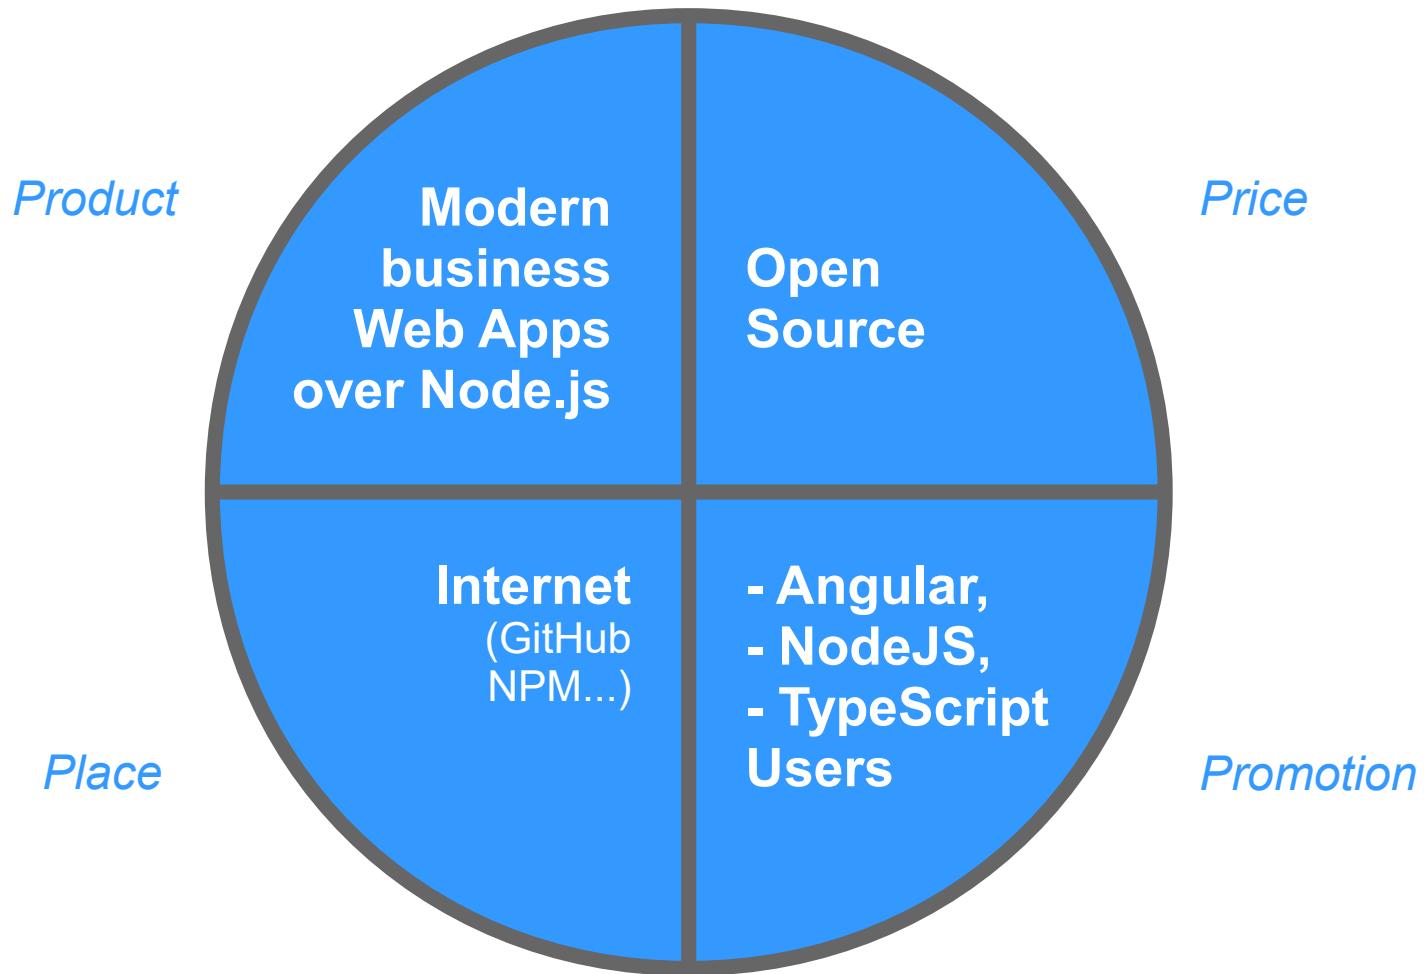 Product
Modern
business
Web Apps
over Node.js
Price
Open
Source
Place
Internet
(GitHub
NPM...)
Promotion
- Angular,
- NodeJS,
- TypeScript
Users